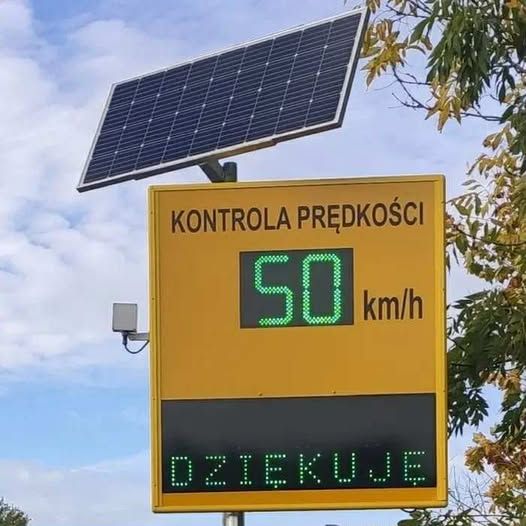 KONTROLA PRĘDKOŚCI
50 km/h
DZIĘKUJĘ